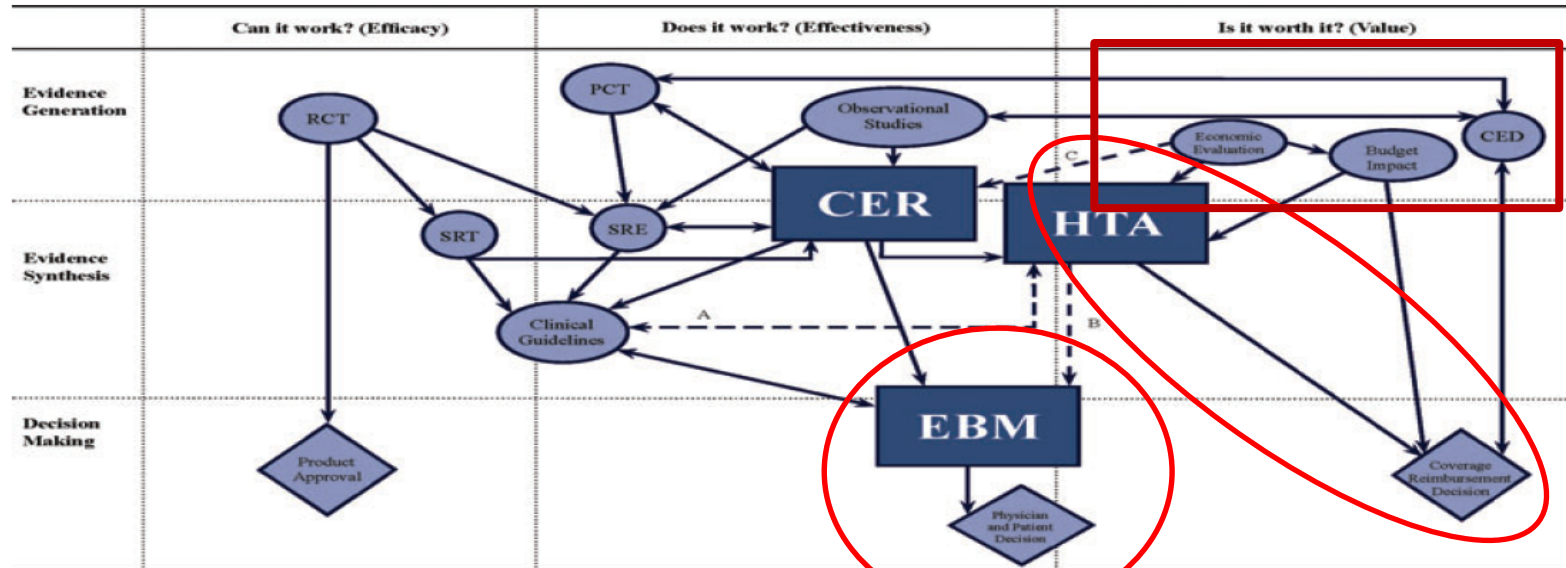 Can it work? (Efficacy)
Does it work? (Effectiveness)
Is it worth it? (Value)
Evidence
Generation
RCT
PCT
Observational
Studies
Economic
Evaluation
Budget
Impact
CED
C
CER
HTA
Evidence
Synthesis
SRT
SRE
Clinical
Guidelines
A
B
Decision
Making
Product
Approval
EBM
Physician
and Patient
Decision
Coverage
Reimbursement
Decision